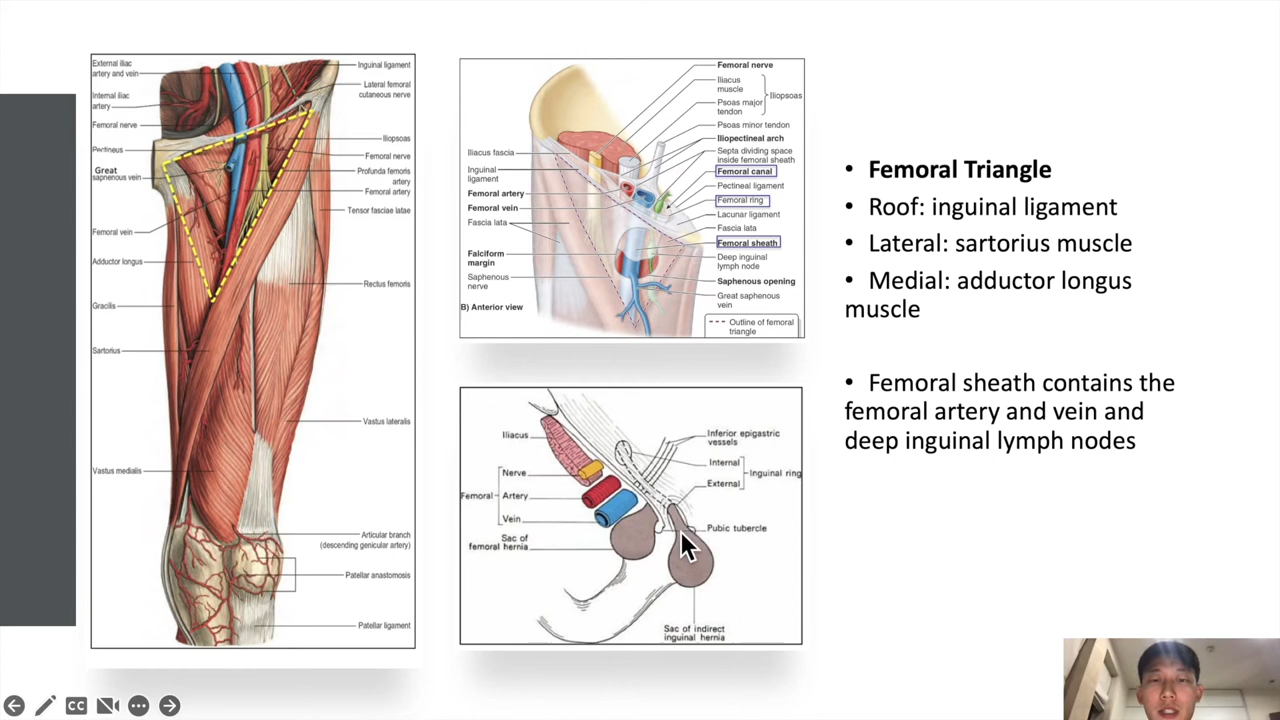 External iliac
artery and vein
Internal iliac
artery
Femoral nerve
Pectineus
Great
saphenous vein
Femoral vein
Adductor longus
Gracilis
Sartorius
Vastus medialis
Inguinal ligament
Lateral femoral
cutaneous nerve
Iliopsoas
Femoral nerve
Profunda femoris
artery
Femoral artery
Tensor fasciae latae
Rectus femoris
Vastus lateralis
Articular branch
(descending genicular artery)
Patellar anastomosis
Patellar ligament
Iliacus fascia
Inguinal
ligament
Femoral artery
Femoral vein
Fascia lata
Falciform
margin
Saphenous
nerve
B) Anterior view
Femoral nerve
Iliacus
muscle
Psoas major
tendon
Iliopsoas
Psoas minor tendon
Iliopectineal arch
Septa dividing space
inside femoral sheath
Femoral canal
Pectineal ligament
Femoral ring
Lacunar ligament
Fascia lata
Femoral sheath
Deep inguinal
lymph node
Saphenous opening
Great saphenous
vein
Outline of femoral
triangle
Iliacus
Nerve
Femoral Artery
Vein
Sac of
femoral hernia
Inferior epigastric
vessels
Internal
Inguinal ring
External
Pubic tubercle
Sac of indirect
inguinal hernia
• Femoral Triangle
• Roof: inguinal ligament
• Lateral: sartorius muscle
• Medial: adductor longus
muscle
• Femoral sheath contains the
femoral artery and vein and
deep inguinal lymph nodes
CC